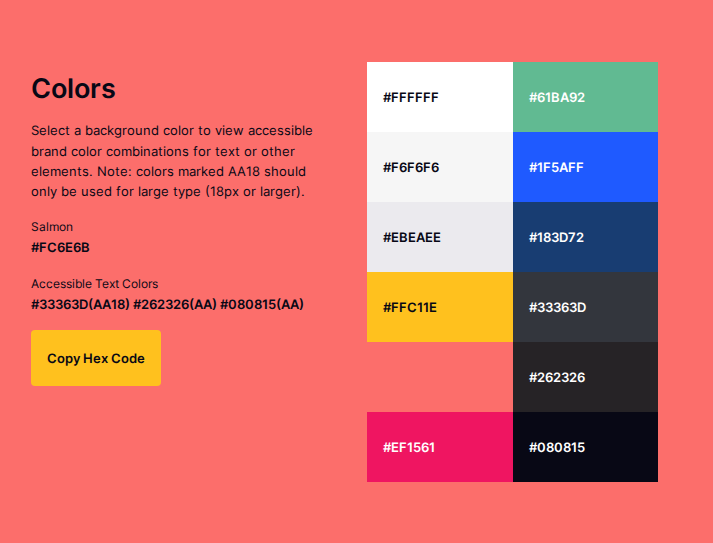 Colors
Select a background color to view accessible
brand color combinations for text or other
elements. Note: colors marked AA18 should
only be used for large type (18px or larger).
Salmon
#FC6E6B
Accessible Text Colors
#33363D(AA18) #262326(AA) #080815(AA)
Copy Hex Code
#FFFFFF
#61BA92
#F6F6F6
#1F5AFF
#EBEAEE
#183D72
#FFC11E
#33363D
#262326
#EF1561
#080815